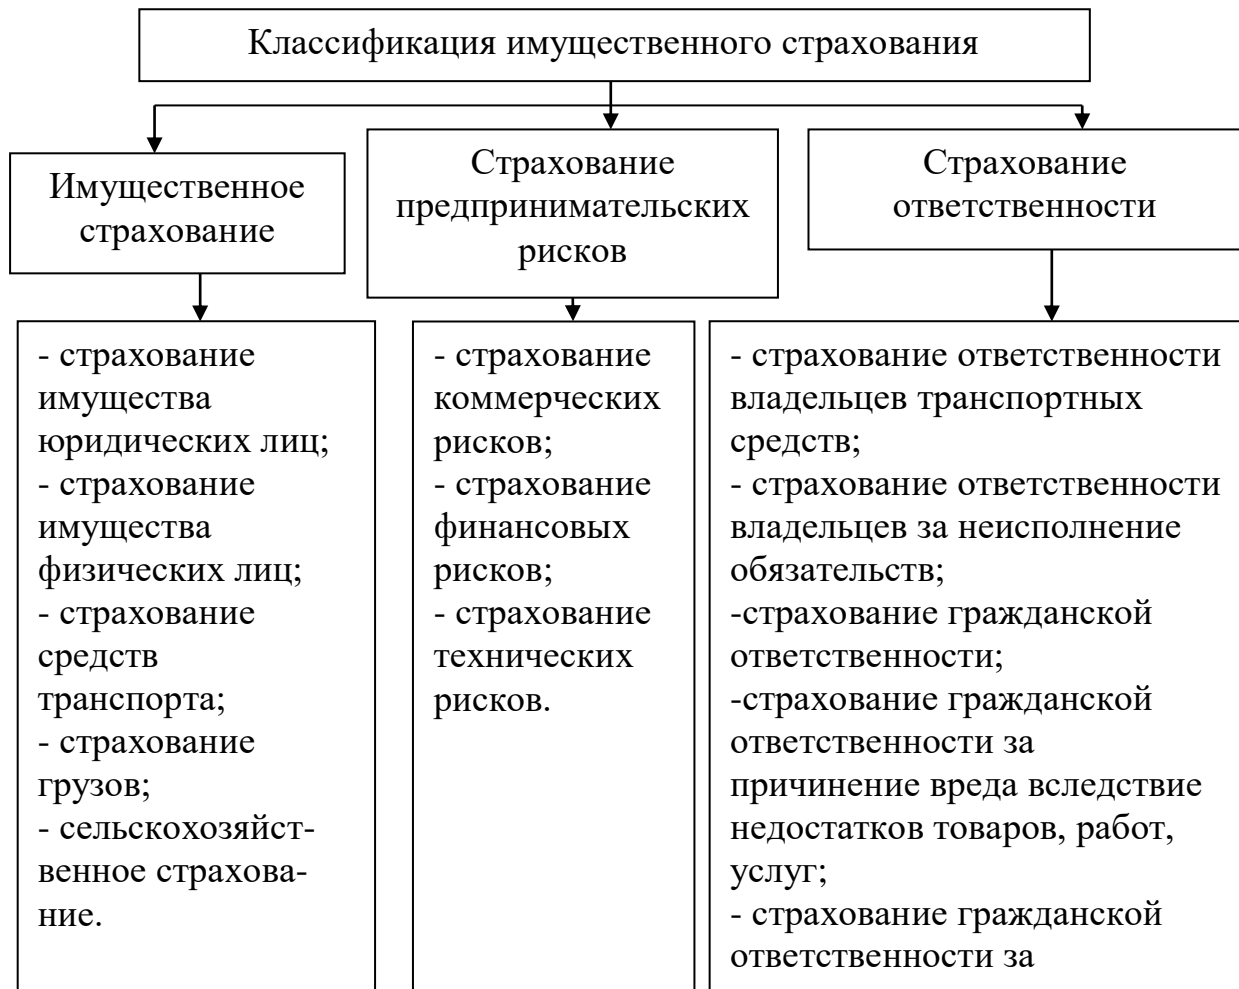 Классификация имущественного страхования
Имущественное
страхование
Страхование
предпринимательских
рисков
Страхование
ответственности
- страхование
имущества
юридических лиц;
- страхование
имущества
физических лиц;
- страхование
средств
транспорта;
- страхование
грузов;
- сельскохозяйст-
венное страхова-
ние.
- страхование
коммерческих
рисков;
- страхование
финансовых
рисков;
- страхование
технических
рисков.
- страхование ответственности
владельцев транспортных
средств;
- страхование ответственности
владельцев за неисполнение
обязательств;
-страхование гражданской
ответственности;
-страхование гражданской
ответственности за
причинение вреда вследствие
недостатков товаров, работ,
услуг;
- страхование гражданской
ответственности за